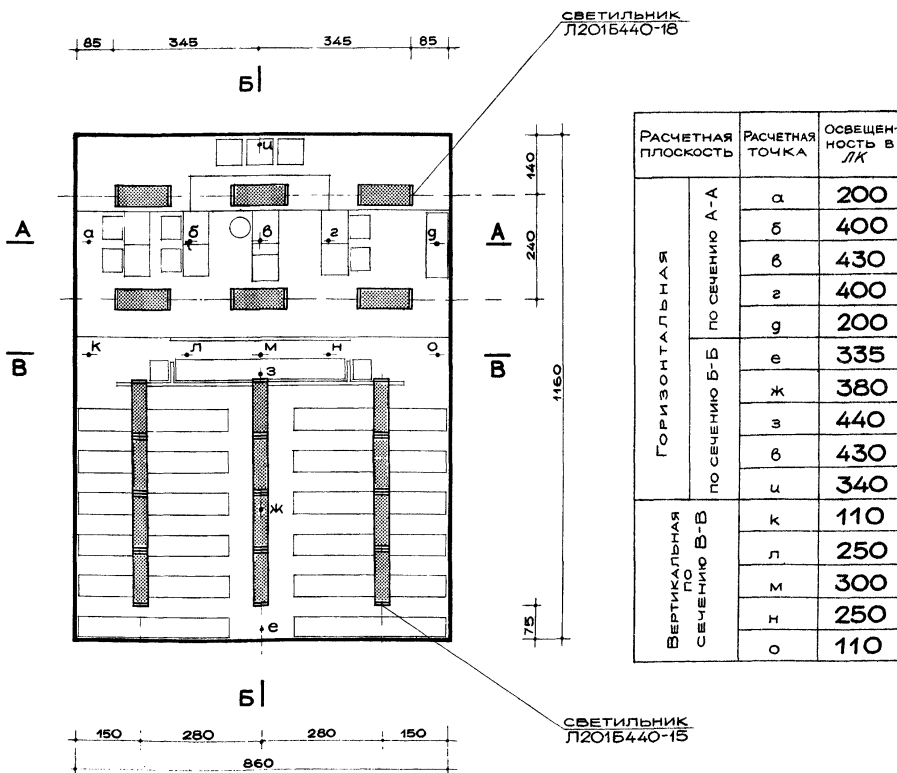 СВЕТИЛЬНИК
Л201Б440-18
85 345 345 85
Б
Б
140
240
1160
75
А А
В В
и
а б в г д
к л м н о
з
ж
е
СВЕТИЛЬНИК
Л201Б440-15
150 280 280 150
860
РАСЧЕТНАЯ ПЛОСКОСТЬ
РАСЧЕТНАЯ ТОЧКА
ОСВЕЩЕН-
НОСТЬ В
ЛК
ГОРИЗОНТАЛЬНАЯ
ПО СЕЧЕНИЮ А-А
а 200
б 400
в 430
г 400
д 200
ПО СЕЧЕНИЮ Б-Б
е 335
ж 380
з 440
в 430
и 340
ВЕРТИКАЛЬНАЯ
ПО
СЕЧЕНИЮ В-В
к 110
л 250
м 300
н 250
о 110